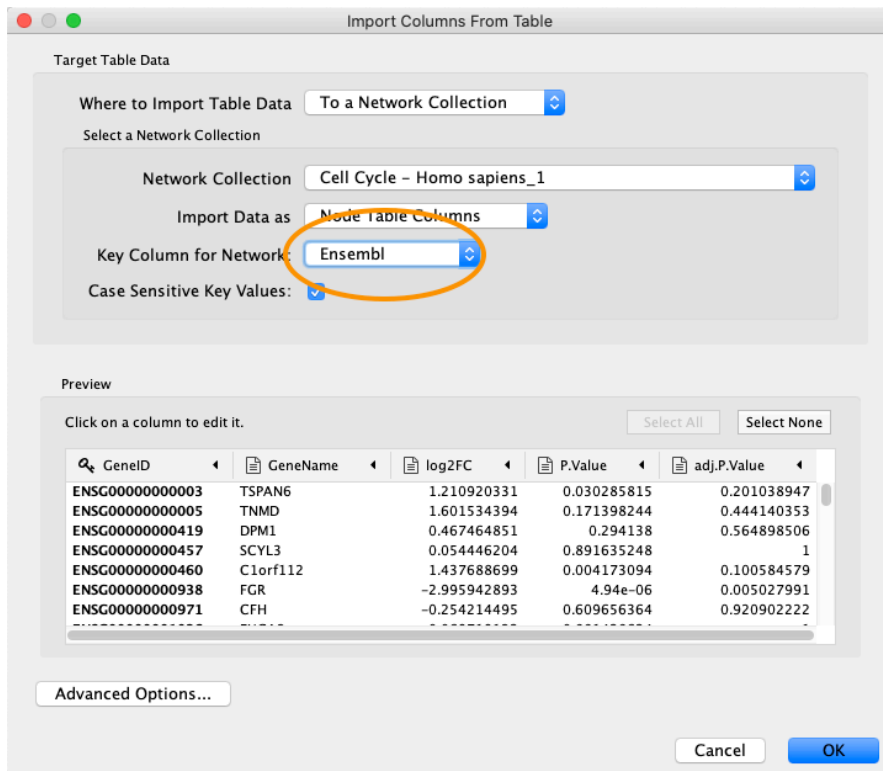 Import Columns From Table
Target Table Data
Where to Import Table Data To a Network Collection
Select a Network Collection
Network Collection Cell Cycle - Homo sapiens_1
Import Data as Node Table Columns
Key Column for Network: Ensembl
Case Sensitive Key Values:
Preview
Click on a column to edit it. Select All Select None
GeneID GeneName log2FC P.Value adj.P.Value
ENSG00000000003 TSPAN6 1.210920331 0.030285815 0.201038947
ENSG00000000005 TNMD 1.601534394 0.171398244 0.444140353
ENSG00000000419 DPM1 0.467464851 0.294138 0.564898506
ENSG00000000457 SCYL3 0.054446204 0.891635248 1
ENSG00000000460 C1orf112 1.437688699 0.004173094 0.100584579
ENSG00000000938 FGR -2.995942893 4.94e-06 0.005027991
ENSG00000000971 CFH -0.254214495 0.609656364 0.920902222
Advanced Options...
Cancel OK